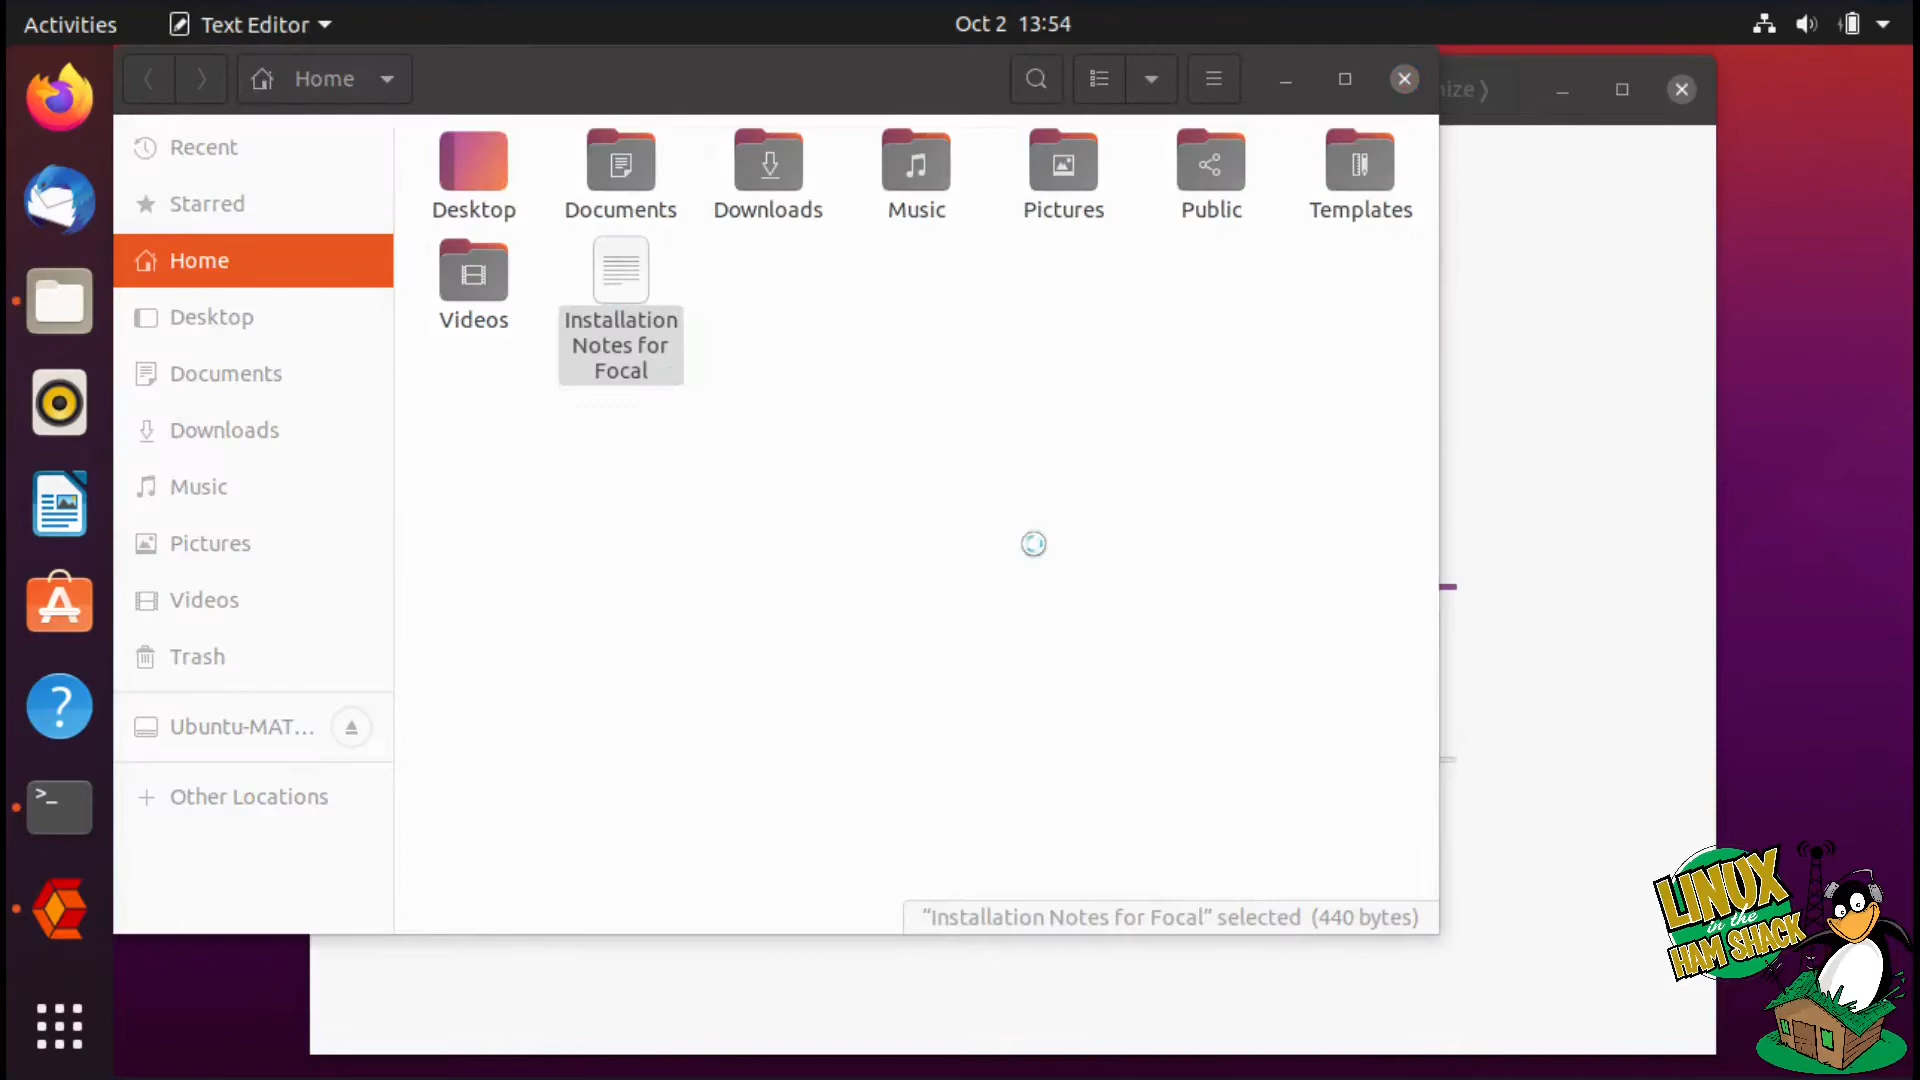 Activities
Text Editor
Oct 2 13:54
Home
nize
Recent
Starred
Home
Desktop
Documents
Downloads
Music
Pictures
Videos
Trash
Ubuntu-MAT...
Other Locations
Desktop
Documents
Downloads
Music
Pictures
Public
Templates
Videos
Installation
Notes for
Focal
"Installation Notes for Focal" selected (440 bytes)
LINUX
in the
HAM SHACK